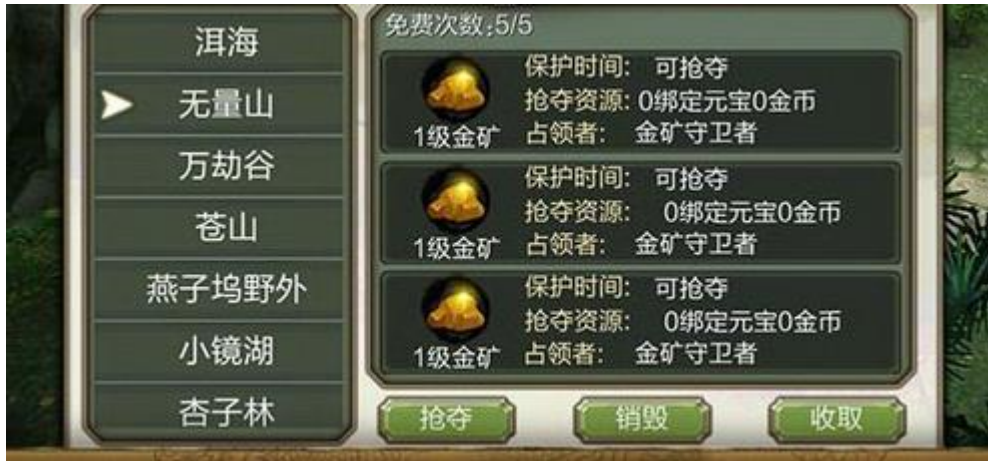 洱海
无量山
万劫谷
苍山
燕子坞野外
小镜湖
杏子林
免费次数:5/5
保护时间: 可抢夺
抢夺资源:0绑定元宝0金币
1级金矿 占领者: 金矿守卫者
保护时间: 可抢夺
抢夺资源: 0绑定元宝0金币
1级金矿 占领者: 金矿守卫者
保护时间: 可抢夺
抢夺资源: 0绑定元宝0金币
1级金矿 占领者: 金矿守卫者
抢夺 销毁 收取